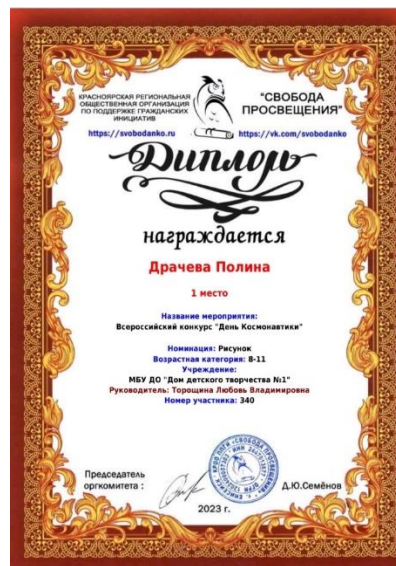 КРАСНОЯРСКАЯ РЕГИОНАЛЬНАЯ
ОБЩЕСТВЕННАЯ ОРГАНИЗАЦИЯ
ПО ПОДДЕРЖКЕ ГРАЖДАНСКИХ
ИНИЦИАТИВ
"СВОБОДА
ПРОСВЕЩЕНИЯ"
https://svobodanko.ru
https://vk.com/svobodanko
Диплом
награждается
Драчева Полина
1 место
Название мероприятия:
Всероссийский конкурс "День Космонавтики"
Номинация: Рисунок
Возрастная категория: 8-11
Учреждение:
МБУ ДО "Дом детского творчества №1"
Руководитель: Торощина Любовь Владимировна
Номер участника: 340
Председатель
оргкомитета :
Д.Ю.Семёнов
2023 г.
«СВОБОДА ПРОСВЕЩЕНИЯ»